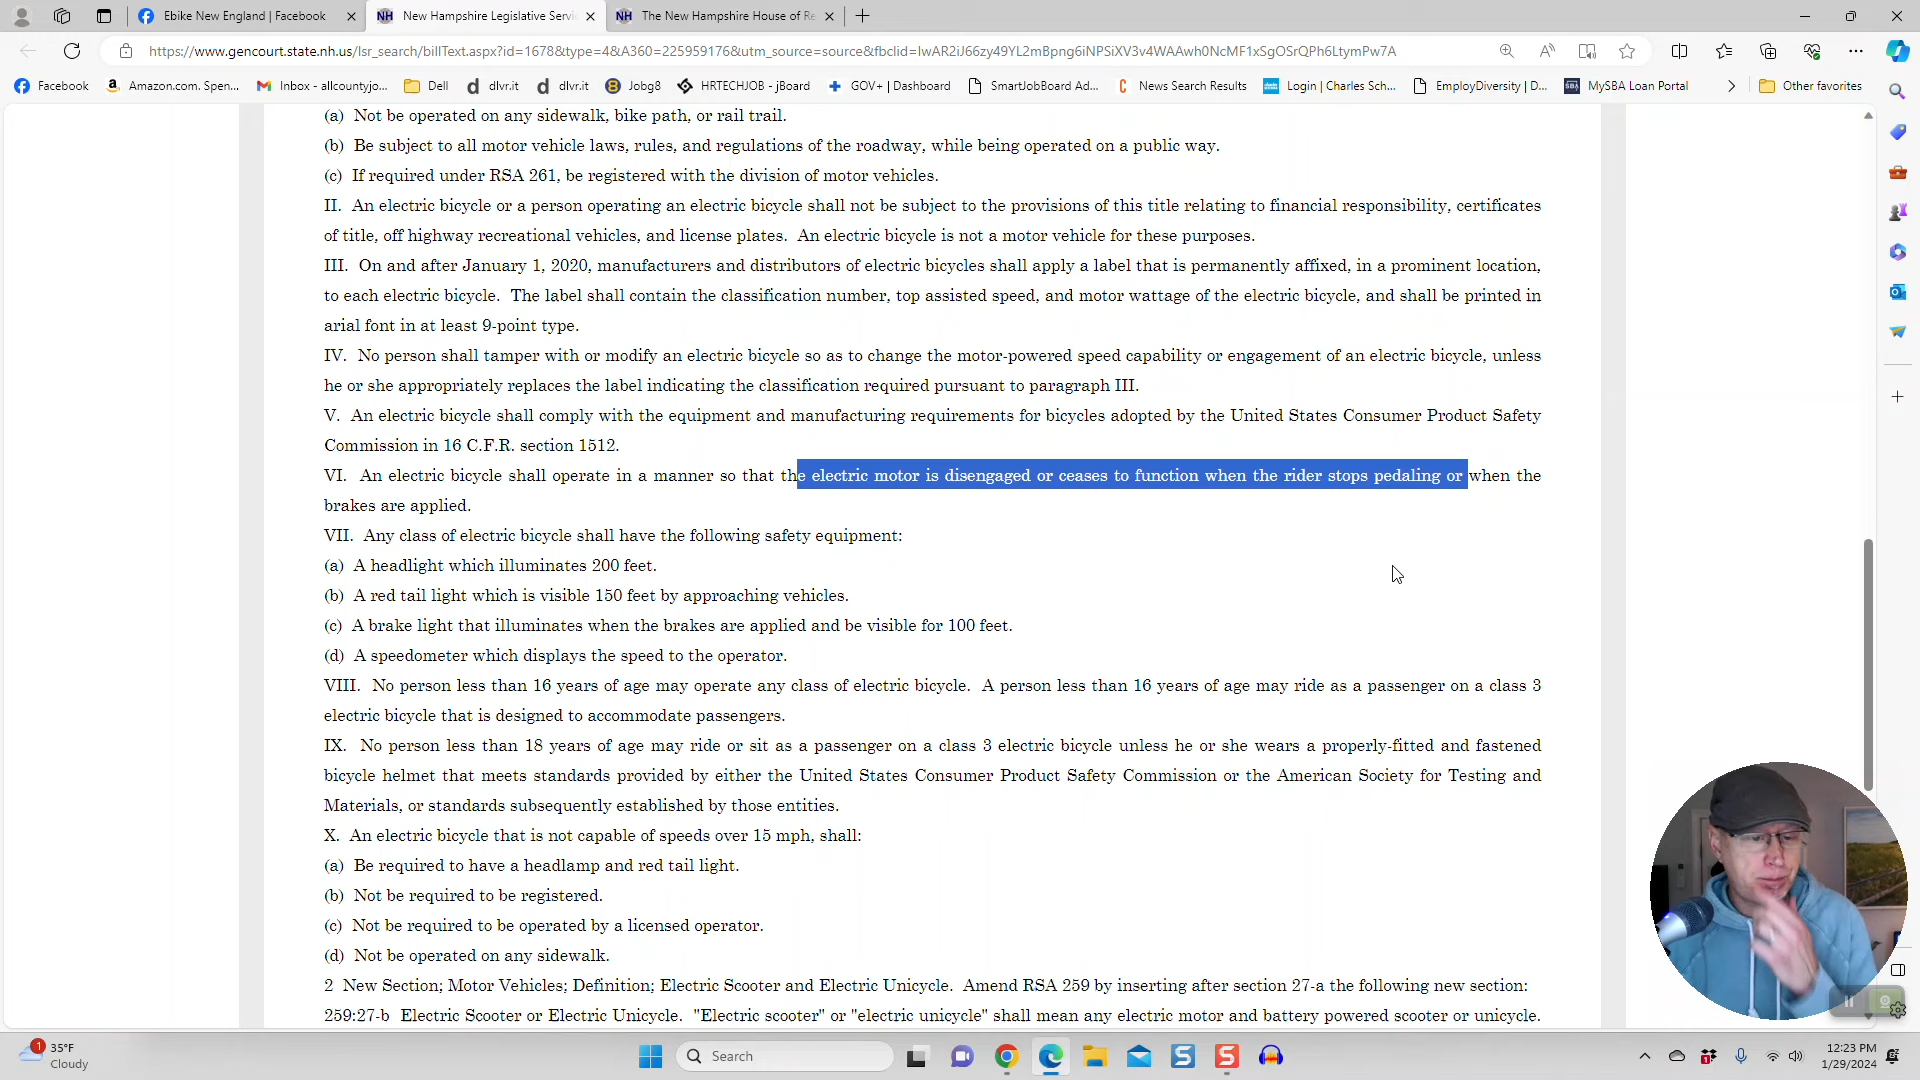 Ebike New England | Facebook
New Hampshire Legislative Servi
The New Hampshire House of Re
https://www.gencourt.state.nh.us/lsr_search/billText.aspx?id=1678&type=4&A360=225959176&utm_source=source&fbclid=IwAR2iJ66zy49YL2mBpng6iNPSiXV3v4WAAwh0NcMF1xSgOSrQPh6LtymPw7A
Facebook
Amazon.com. Spen...
Inbox - allcountyjo...
Dell
dlvr.it
dlvr.it
Jobg8
HRTECHJOB - jBoard
GOV+ | Dashboard
SmartJobBoard Ad...
News Search Results
Login | Charles Sch...
EmployDiversity | D...
MySBA Loan Portal
Other favorites
(a) Not be operated on any sidewalk, bike path, or rail trail.
(b) Be subject to all motor vehicle laws, rules, and regulations of the roadway, while being operated on a public way.
(c) If required under RSA 261, be registered with the division of motor vehicles.
II. An electric bicycle or a person operating an electric bicycle shall not be subject to the provisions of this title relating to financial responsibility, certificates
of title, off highway recreational vehicles, and license plates. An electric bicycle is not a motor vehicle for these purposes.
III. On and after January 1, 2020, manufacturers and distributors of electric bicycles shall apply a label that is permanently affixed, in a prominent location,
to each electric bicycle. The label shall contain the classification number, top assisted speed, and motor wattage of the electric bicycle, and shall be printed in
arial font in at least 9-point type.
IV. No person shall tamper with or modify an electric bicycle so as to change the motor-powered speed capability or engagement of an electric bicycle, unless
he or she appropriately replaces the label indicating the classification required pursuant to paragraph III.
V. An electric bicycle shall comply with the equipment and manufacturing requirements for bicycles adopted by the United States Consumer Product Safety
Commission in 16 C.F.R. section 1512.
VI. An electric bicycle shall operate in a manner so that the electric motor is disengaged or ceases to function when the rider stops pedaling or when the
brakes are applied.
VII. Any class of electric bicycle shall have the following safety equipment:
(a) A headlight which illuminates 200 feet.
(b) A red tail light which is visible 150 feet by approaching vehicles.
(c) A brake light that illuminates when the brakes are applied and be visible for 100 feet.
(d) A speedometer which displays the speed to the operator.
VIII. No person less than 16 years of age may operate any class of electric bicycle. A person less than 16 years of age may ride as a passenger on a class 3
electric bicycle that is designed to accommodate passengers.
IX. No person less than 18 years of age may ride or sit as a passenger on a class 3 electric bicycle unless he or she wears a properly-fitted and fastened
bicycle helmet that meets standards provided by either the United States Consumer Product Safety Commission or the American Society for Testing and
Materials, or standards subsequently established by those entities.
X. An electric bicycle that is not capable of speeds over 15 mph, shall:
(a) Be required to have a headlamp and red tail light.
(b) Not be required to be registered.
(c) Not be required to be operated by a licensed operator.
(d) Not be operated on any sidewalk.
2 New Section; Motor Vehicles; Definition; Electric Scooter and Electric Unicycle. Amend RSA 259 by inserting after section 27-a the following new section:
259:27-b Electric Scooter or Electric Unicycle. "Electric scooter" or "electric unicycle" shall mean any electric motor and battery powered scooter or unicycle.
1
35°F
Cloudy
Search
12:23 PM
1/29/2024